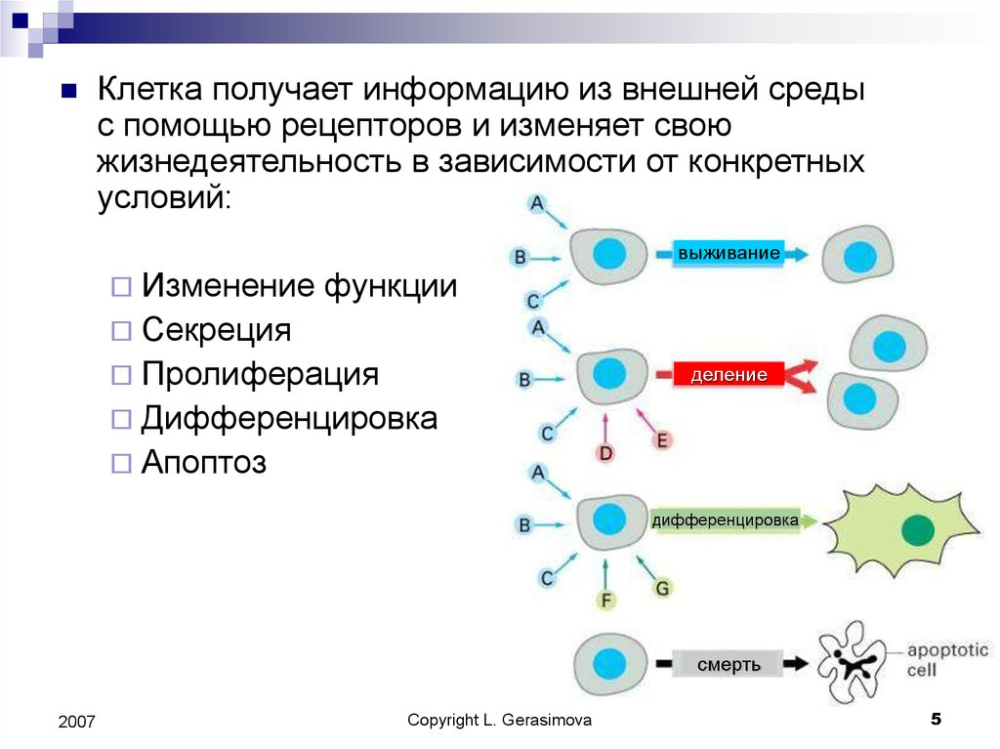 Клетка получает информацию из внешней среды
с помощью рецепторов и изменяет свою
жизнедеятельность в зависимости от конкретных
условий:
Изменение функции
Секреция
Пролиферация
Дифференцировка
Апоптоз
A
B
C
выживание
A
B
C
D
E
деление
A
B
C
F
G
дифференцировка
смерть
apoptotic
cell
2007
Copyright L. Gerasimova
5